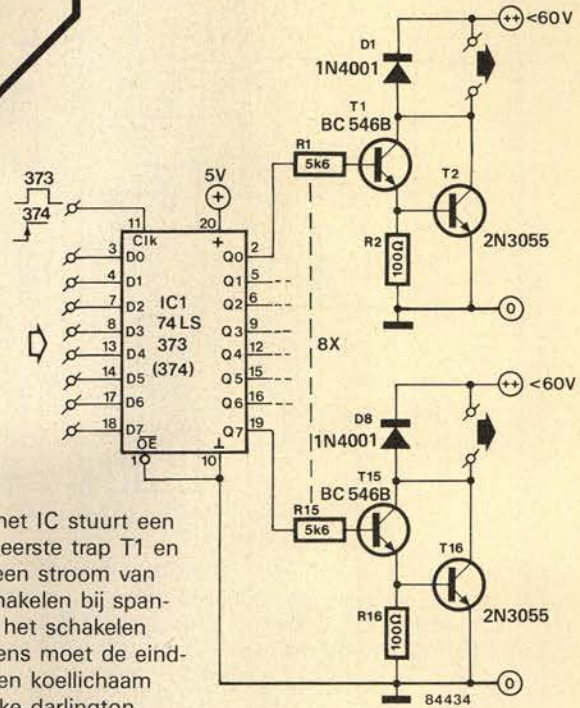 ++ <60V
D1
1N4001
T1
BC 546B
R1
5k6
T2
2N3055
R2
100Ω
0
373
374
5V
+
11 20
Clk +
3 D0 Q0 2
4 D1 Q1 5
7 D2 Q2 6
8 D3 Q3 9
13 D4 Q4 12
14 D5 Q5 15
17 D6 Q6 16
18 D7 Q7 19
IC1
74 LS
373
(374)
OE ⊥
1 10
8X
++ <60V
D8
1N4001
T15
BC 546B
R15
5k6
T16
2N3055
R16
100Ω
0
84434
het IC stuurt een
eerste trap T1 en
een stroom van
hakelen bij span-
het schakelen
ens moet de eind-
en koellichaam
ke darlington